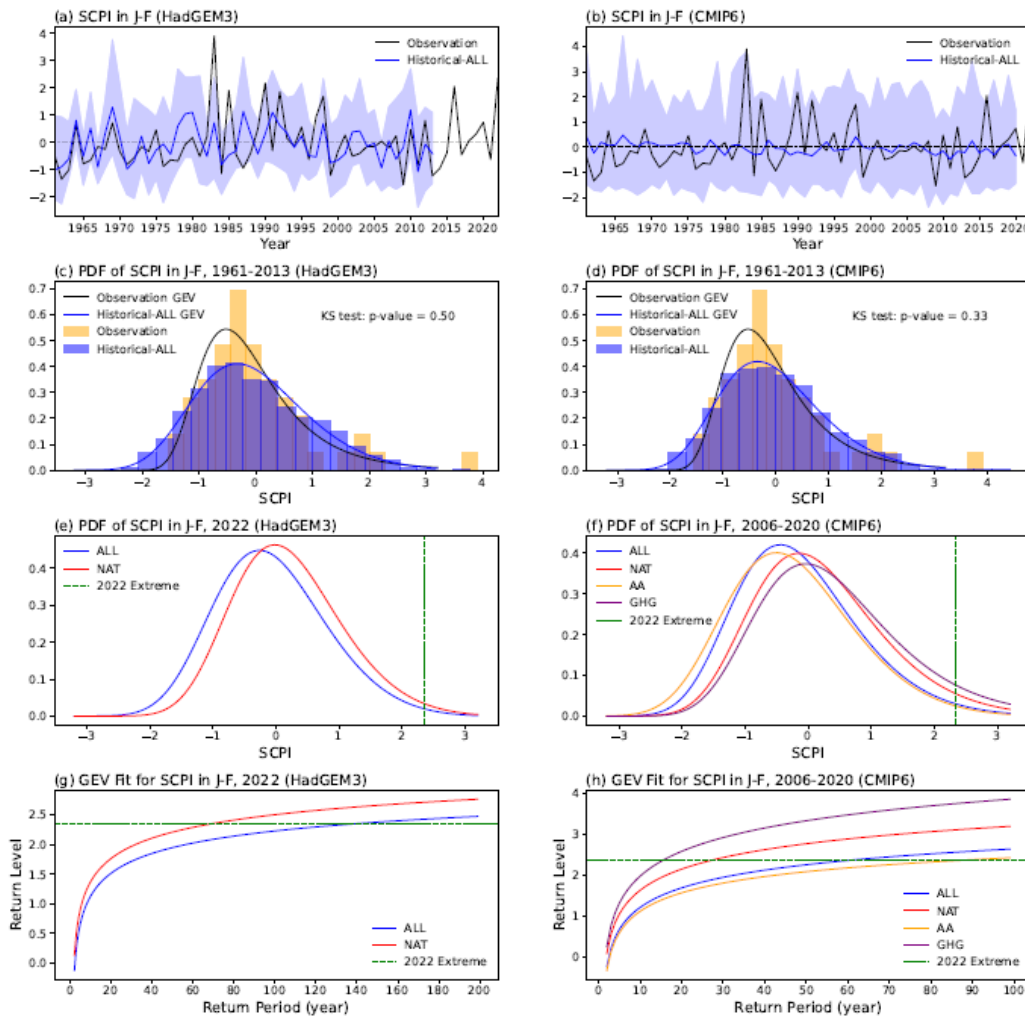 (a) SCPI in J-F (HadGEM3)
4
3
2
1
0
−1
−2
Observation
Historical-ALL
1965 1970 1975 1980 1985 1990 1995 2000 2005 2010 2015 2020
Year
(b) SCPI in J-F (CMIP6)
4
3
2
1
0
−1
−2
Observation
Historical-ALL
1965 1970 1975 1980 1985 1990 1995 2000 2005 2010 2015 2020
Year
(c) PDF of SCPI in J-F, 1961-2013 (HadGEM3)
0.7
0.6
0.5
0.4
0.3
0.2
0.1
0.0
Observation GEV
Historical-ALL GEV
Observation
Historical-ALL
KS test: p-value = 0.50
−3 −2 −1 0 1 2 3 4
SCPI
(d) PDF of SCPI in J-F, 1961-2013 (CMIP6)
0.7
0.6
0.5
0.4
0.3
0.2
0.1
0.0
Observation GEV
Historical-ALL GEV
Observation
Historical-ALL
KS test: p-value = 0.33
−3 −2 −1 0 1 2 3 4
SCPI
(e) PDF of SCPI in J-F, 2022 (HadGEM3)
0.4
0.3
0.2
0.1
0.0
ALL
NAT
2022 Extreme
−3 −2 −1 0 1 2 3
SCPI
(f) PDF of SCPI in J-F, 2006-2020 (CMIP6)
0.4
0.3
0.2
0.1
0.0
ALL
NAT
AA
GHG
2022 Extreme
−3 −2 −1 0 1 2 3
SCPI
(g) GEV Fit for SCPI in J-F, 2022 (HadGEM3)
Return Level
2.5
2.0
1.5
1.0
0.5
0.0
ALL
NAT
2022 Extreme
0 20 40 60 80 100 120 140 160 180 200
Return Period (year)
(h) GEV Fit for SCPI in J-F, 2006-2020 (CMIP6)
Return Level
4
3
2
1
0
ALL
NAT
AA
GHG
2022 Extreme
0 10 20 30 40 50 60 70 80 90 100
Return Period (year)